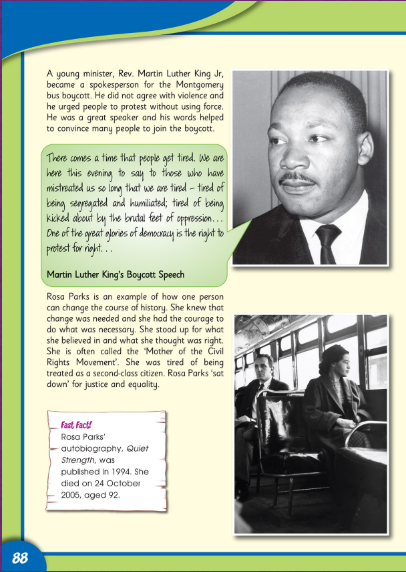 A young minister, Rev. Martin Luther King Jr,
became a spokesperson for the Montgomery
bus boycott. He did not agree with violence and
he urged people to protest without using force.
He was a great speaker and his words helped
to convince many people to join the boycott.
There comes a time that people get tired. We are
here this evening to say to those who have
mistreated us so long that we are tired – tired of
being segregated and humiliated; tired of being
kicked about by the brutal feet of oppression...
One of the great glories of democracy is the right to
protest for right...
Martin Luther King's Boycott Speech
Rosa Parks is an example of how one person
can change the course of history. She knew that
change was needed and she had the courage to
do what was necessary. She stood up for what
she believed in and what she thought was right.
She is often called the 'Mother of the Civil
Rights Movement'. She was tired of being
treated as a second-class citizen. Rosa Parks 'sat
down' for justice and equality.
Fast Fact!
Rosa Parks'
autobiography, Quiet
Strength, was
published in 1994. She
died on 24 October
2005, aged 92.
88